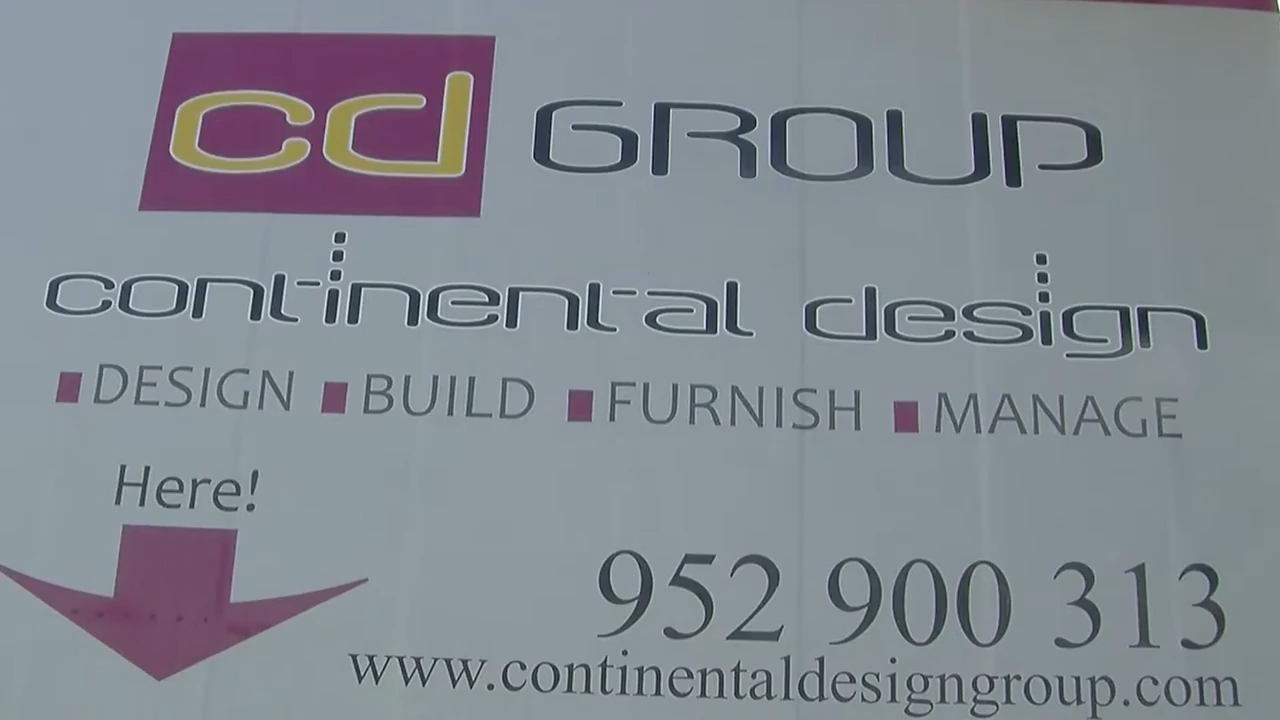 cd GROUP
continental design
DESIGN BUILD FURNISH MANAGE
Here!
952 900 313
www.continentaldesigngroup.com